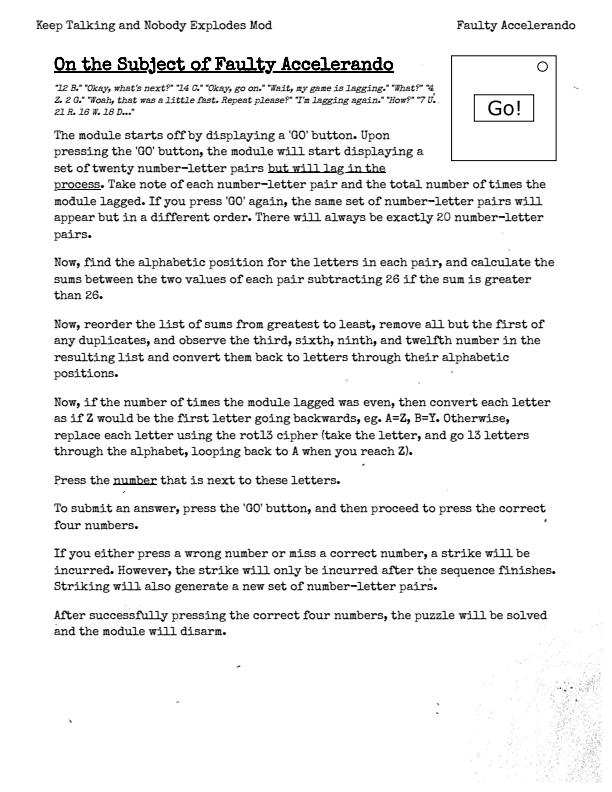 Keep Talking and Nobody Explodes Mod
Faulty Accelerando
On the Subject of Faulty Accelerando
"12 B." "Okay, what's next?" "14 C." "Okay, go on." "Wait, my game is lagging." "What?" "4
Z. 2 G." "Woah, that was a little fast. Repeat please?" "I'm lagging again." "How?" "7 U.
21 R. 16 W. 18 D..."
Go!
The module starts off by displaying a 'GO' button. Upon
pressing the 'GO' button, the module will start displaying a
set of twenty number-letter pairs but will lag in the
process. Take note of each number-letter pair and the total number of times the
module lagged. If you press 'GO' again, the same set of number-letter pairs will
appear but in a different order. There will always be exactly 20 number-letter
pairs.
Now, find the alphabetic position for the letters in each pair, and calculate the
sums between the two values of each pair subtracting 26 if the sum is greater
than 26.
Now, reorder the list of sums from greatest to least, remove all but the first of
any duplicates, and observe the third, sixth, ninth, and twelfth number in the
resulting list and convert them back to letters through their alphabetic
positions.
Now, if the number of times the module lagged was even, then convert each letter
as if Z would be the first letter going backwards, eg. A=Z, B=Y. Otherwise,
replace each letter using the rot13 cipher (take the letter, and go 13 letters
through the alphabet, looping back to A when you reach Z).
Press the number that is next to these letters.
To submit an answer, press the 'GO' button, and then proceed to press the correct
four numbers.
If you either press a wrong number or miss a correct number, a strike will be
incurred. However, the strike will only be incurred after the sequence finishes.
Striking will also generate a new set of number-letter pairs.
After successfully pressing the correct four numbers, the puzzle will be solved
and the module will disarm.